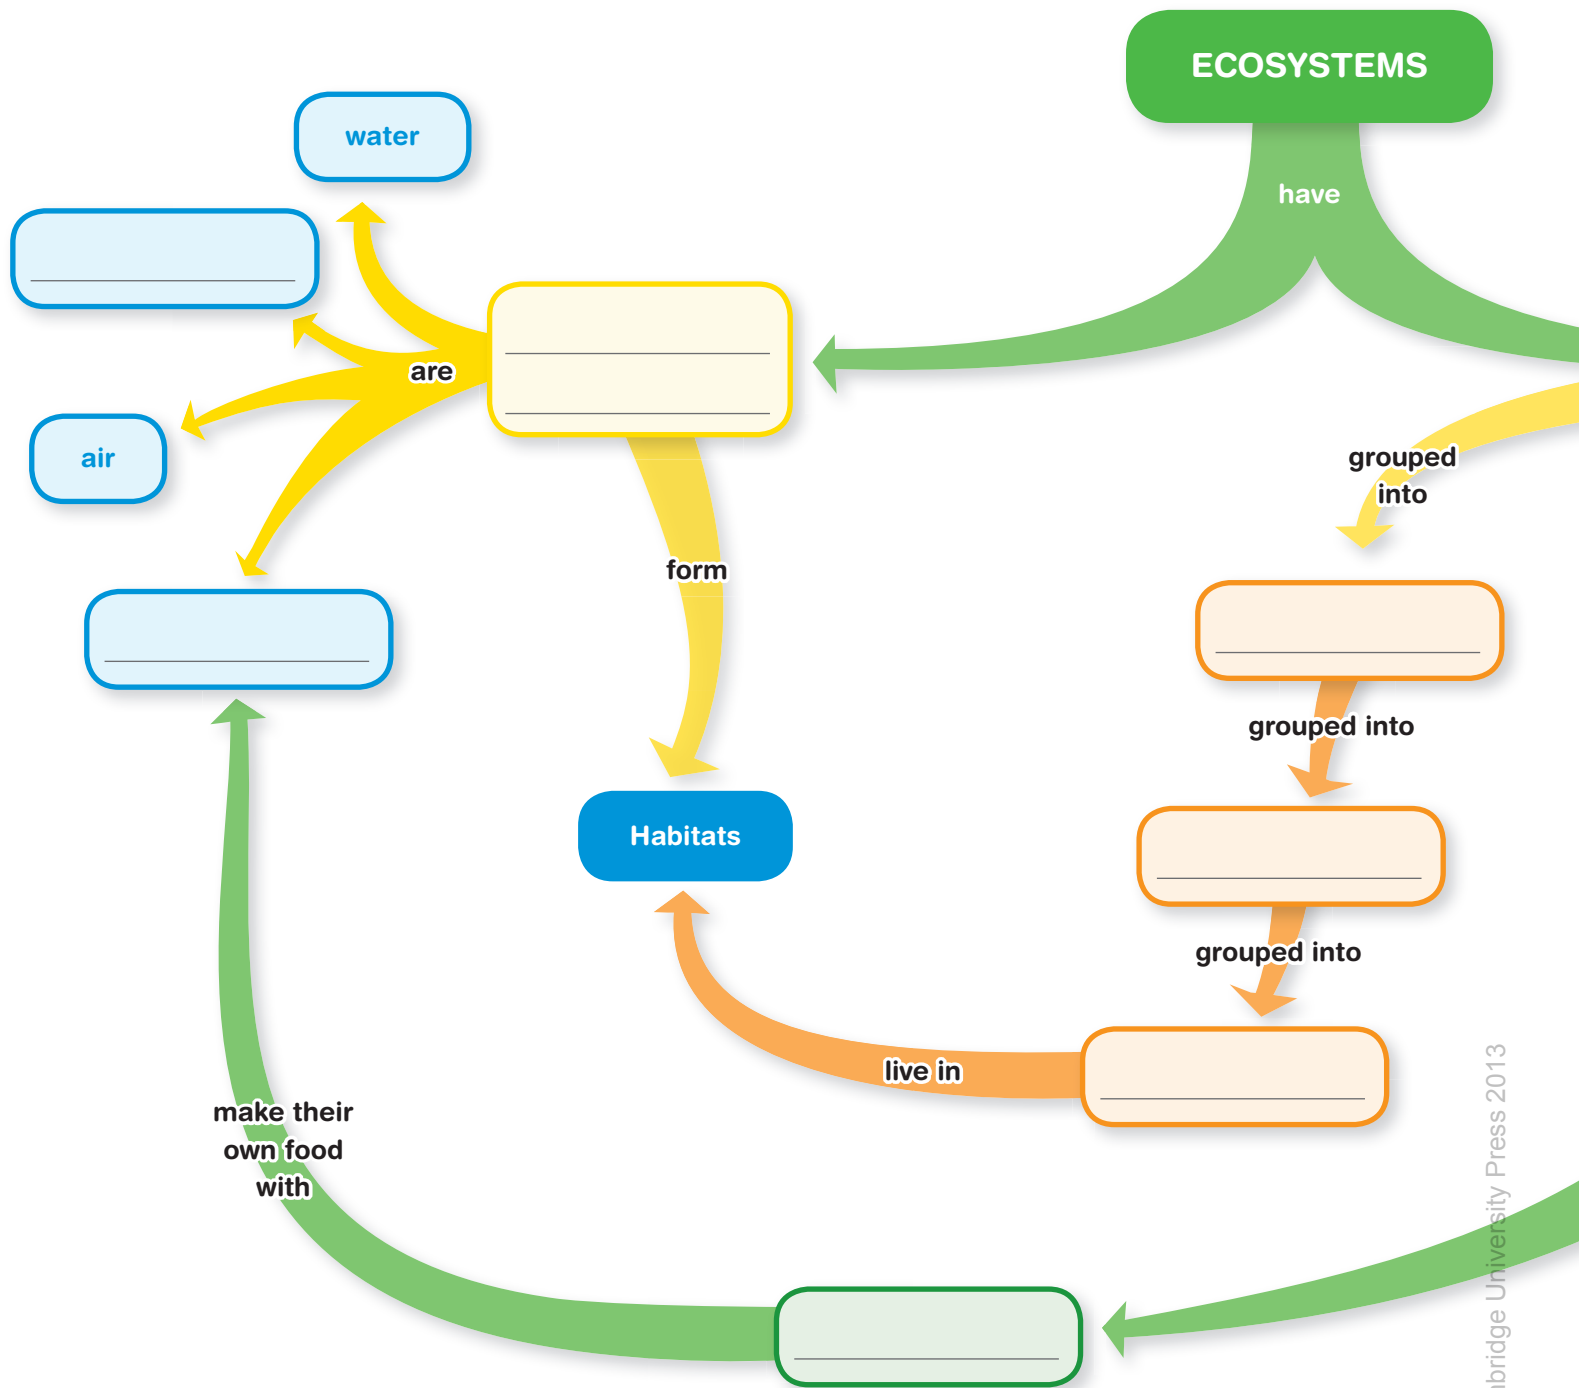 ECOSYSTEMS
have
water
are
air
grouped
into
form
grouped into
Habitats
grouped into
live in
make their
own food
with
University Press 2013